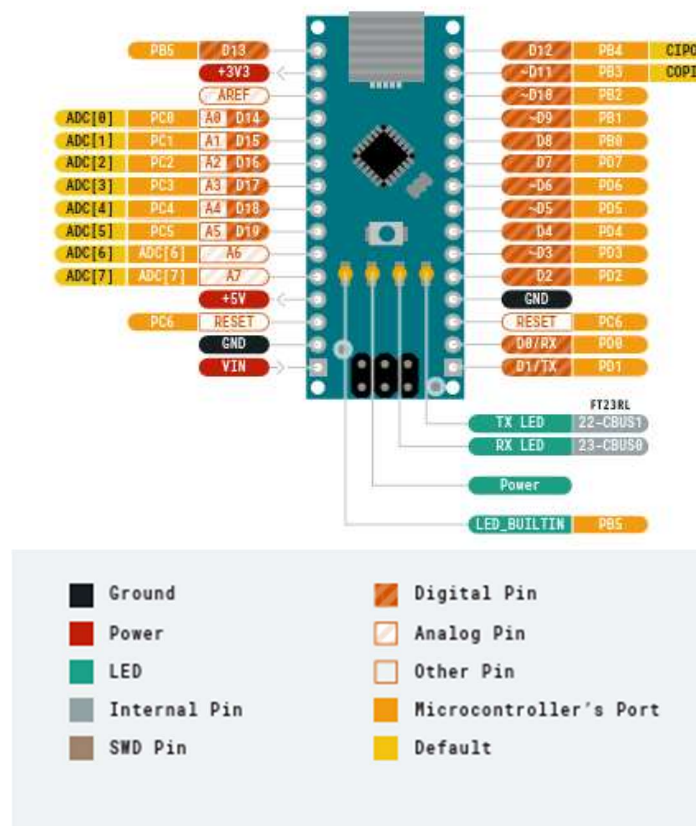 PB5 D13
+3V3
AREF
ADC[0] PC0 A0 D14
ADC[1] PC1 A1 D15
ADC[2] PC2 A2 D16
ADC[3] PC3 A3 D17
ADC[4] PC4 A4 D18
ADC[5] PC5 A5 D19
ADC[6] ADC[6] A6
ADC[7] ADC[7] A7
+5V
PC6 RESET
GND
VIN
D12 PB4 CIPO
~D11 PB3 COPI
~D10 PB2
~D9 PB1
D8 PB0
D7 PD7
~D6 PD6
~D5 PD5
D4 PD4
~D3 PD3
D2 PD2
GND
RESET PC6
D0/RX PD0
D1/TX PD1
FT23RL
TX LED 22-CBUS1
RX LED 23-CBUS0
Power
LED_BUILTIN PB5
Ground
Power
LED
Internal Pin
SWD Pin
Digital Pin
Analog Pin
Other Pin
Microcontroller's Port
Default